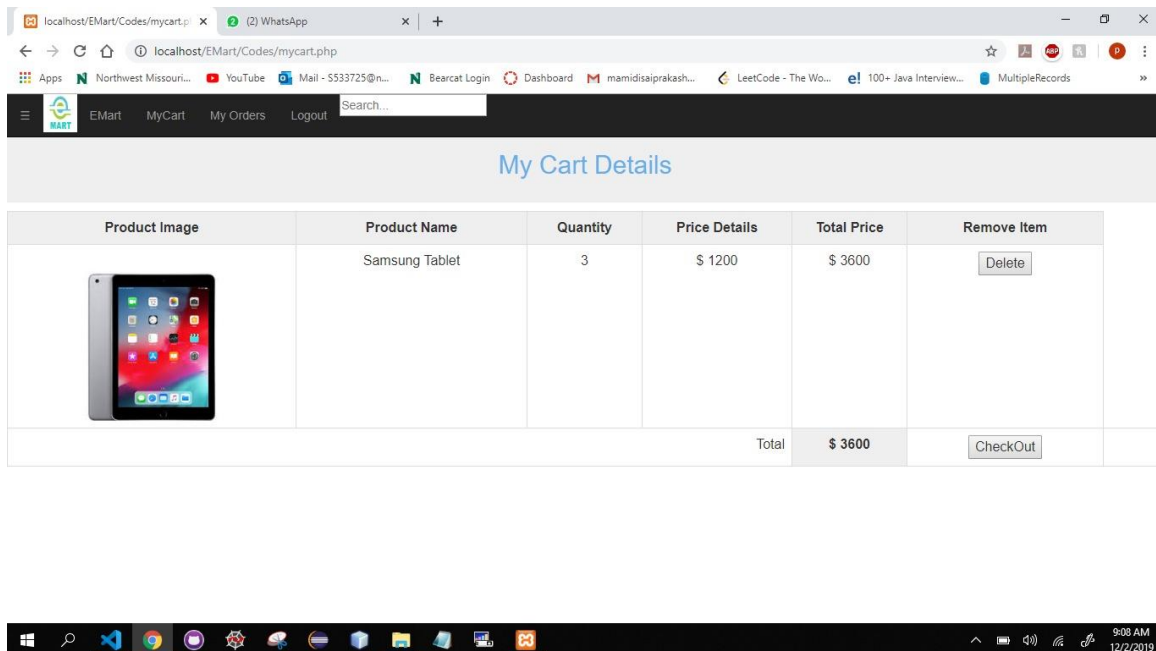 localhost/EMart/Codes/mycart.p
(2) WhatsApp
localhost/EMart/Codes/mycart.php
ABP
p
Apps
Northwest Missouri...
YouTube
Mail - S533725@n...
Bearcat Login
Dashboard
mamidisaiprakash...
LeetCode - The Wo...
100+ Java Interview...
MultipleRecords
MART
EMart
MyCart
My Orders
Logout
Search...
My Cart Details
Product Image
Product Name
Quantity
Price Details
Total Price
Remove Item
Samsung Tablet
3
$ 1200
$ 3600
Delete
Total
$ 3600
CheckOut
9:08 AM
12/2/2019